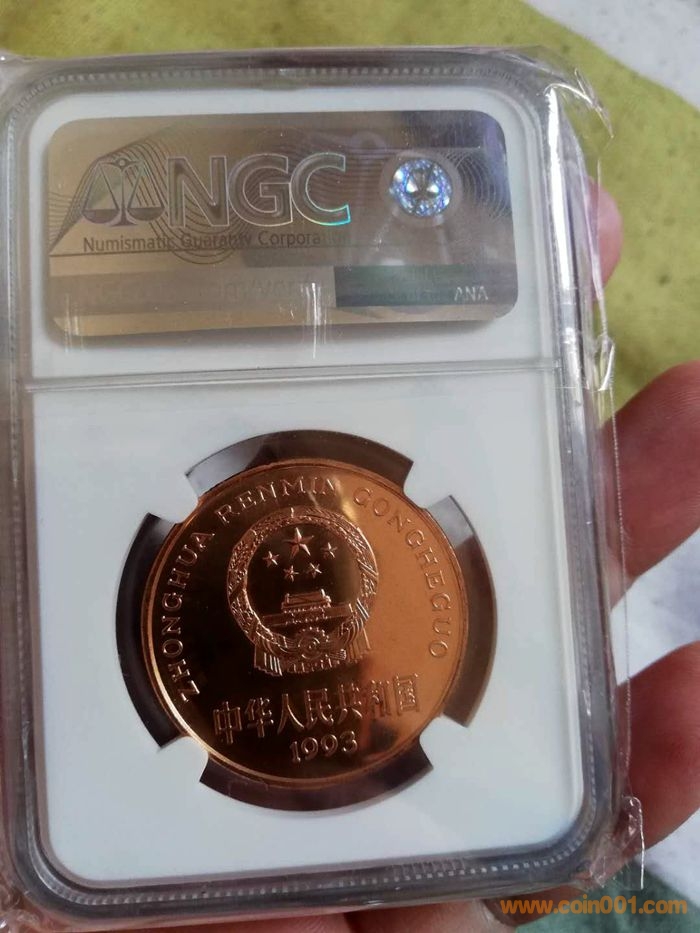 NGC
Numismatic Guaranty Corporation
ANA
ZHONGHUA RENMIN GONGHEGUO
中华人民共和国
1993
www.coin001.com